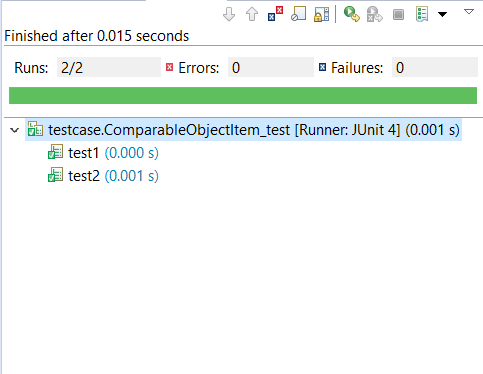 Finished after 0.015 seconds
Runs: 2/2 Errors: 0 Failures: 0
testcase.ComparableObjectItem_test [Runner: JUnit 4] (0.001 s)
test1 (0.000 s)
test2 (0.001 s)